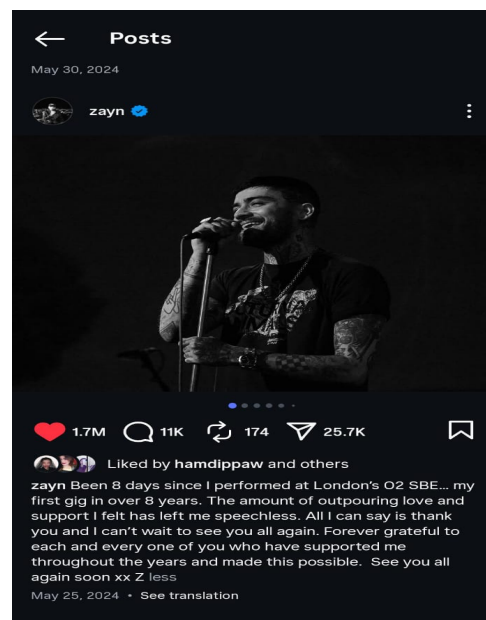 Posts
May 30, 2024
zayn
1.7M 11K 174 25.7K
Liked by hamdippaw and others
zayn Been 8 days since I performed at London's O2 SBE... my
first gig in over 8 years. The amount of outpouring love and
support I felt has left me speechless. All I can say is thank
you and I can't wait to see you all again. Forever grateful to
each and every one of you who have supported me
throughout the years and made this possible.  See you all
again soon xx Z less
May 25, 2024 • See translation